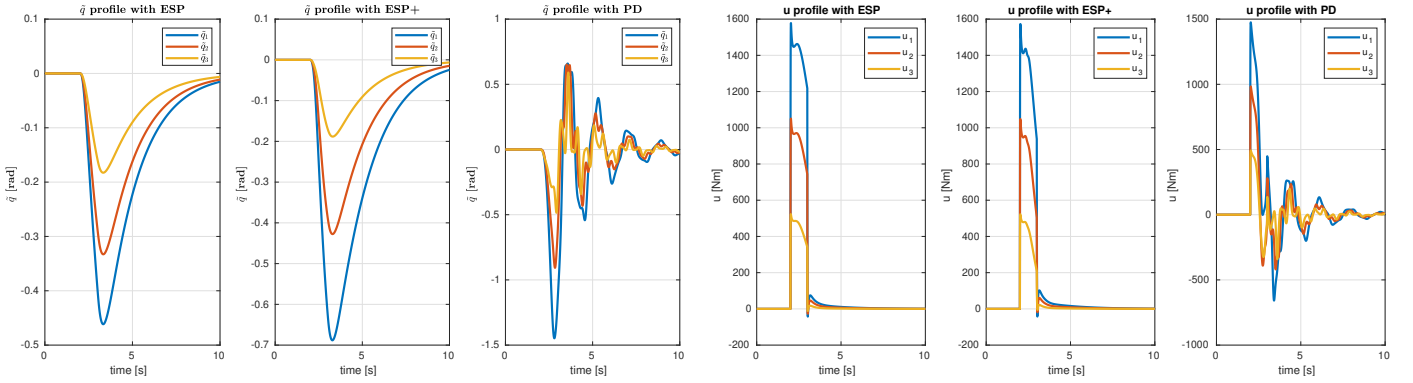 q̃ profile with ESP
0.1
0
-0.1
-0.2
-0.3
-0.4
-0.5
0
5
10
q̃ [rad]
time [s]
q̃₁
q̃₂
q̃₃
q̃ profile with ESP+
0.1
0
-0.1
-0.2
-0.3
-0.4
-0.5
-0.6
-0.7
0
5
10
q̃ [rad]
time [s]
q̃₁
q̃₂
q̃₃
q̃ profile with PD
1
0.5
0
-0.5
-1
-1.5
0
5
10
q̃ [rad]
time [s]
q̃₁
q̃₂
q̃₃
u profile with ESP
1600
1400
1200
1000
800
600
400
200
0
-200
0
5
10
u [Nm]
time [s]
u₁
u₂
u₃
u profile with ESP+
1600
1400
1200
1000
800
600
400
200
0
-200
0
5
10
u [Nm]
time [s]
u₁
u₂
u₃
u profile with PD
1500
1000
500
0
-500
-1000
0
5
10
u [Nm]
time [s]
u₁
u₂
u₃